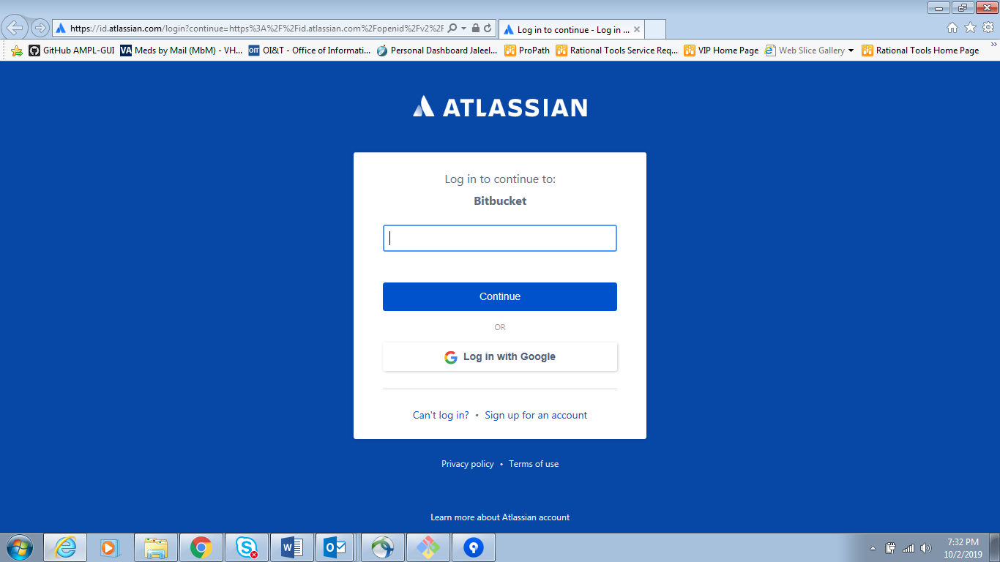 https://id.atlassian.com/login?continue=https%3A%2F%2Fid.atlassian.com%2Fopenid%2Fv2%2F
Log in to continue - Log in ...
GitHub AMPL-GUI
VA Meds by Mail (MbM) - VH...
OIT OI&T - Office of Informati...
Personal Dashboard Jaleel...
ProPath
Rational Tools Service Req...
VIP Home Page
Web Slice Gallery
Rational Tools Home Page
ATLASSIAN
Log in to continue to:
Bitbucket
Continue
OR
Log in with Google
Can't log in? • Sign up for an account
Privacy policy • Terms of use
Learn more about Atlassian account
7:32 PM
10/2/2019